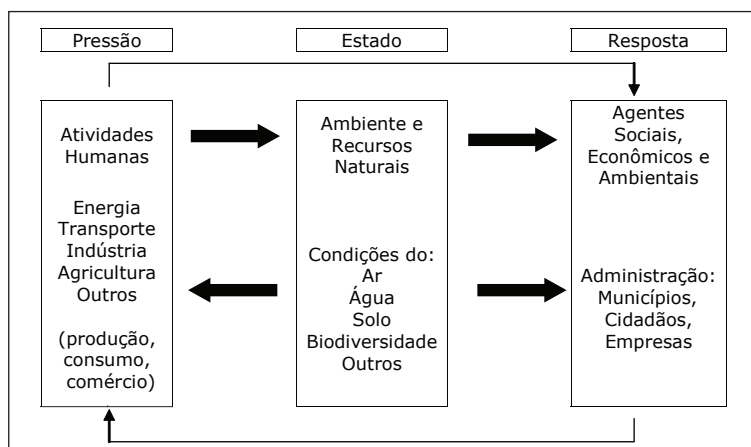 Pressão
Estado
Resposta
Atividades
Humanas
Energia
Transporte
Indústria
Agricultura
Outros
(produção,
consumo,
comércio)
Ambiente e
Recursos
Naturais
Condições do:
Ar
Água
Solo
Biodiversidade
Outros
Agentes
Sociais,
Econômicos e
Ambientais
Administração:
Municípios,
Cidadãos,
Empresas